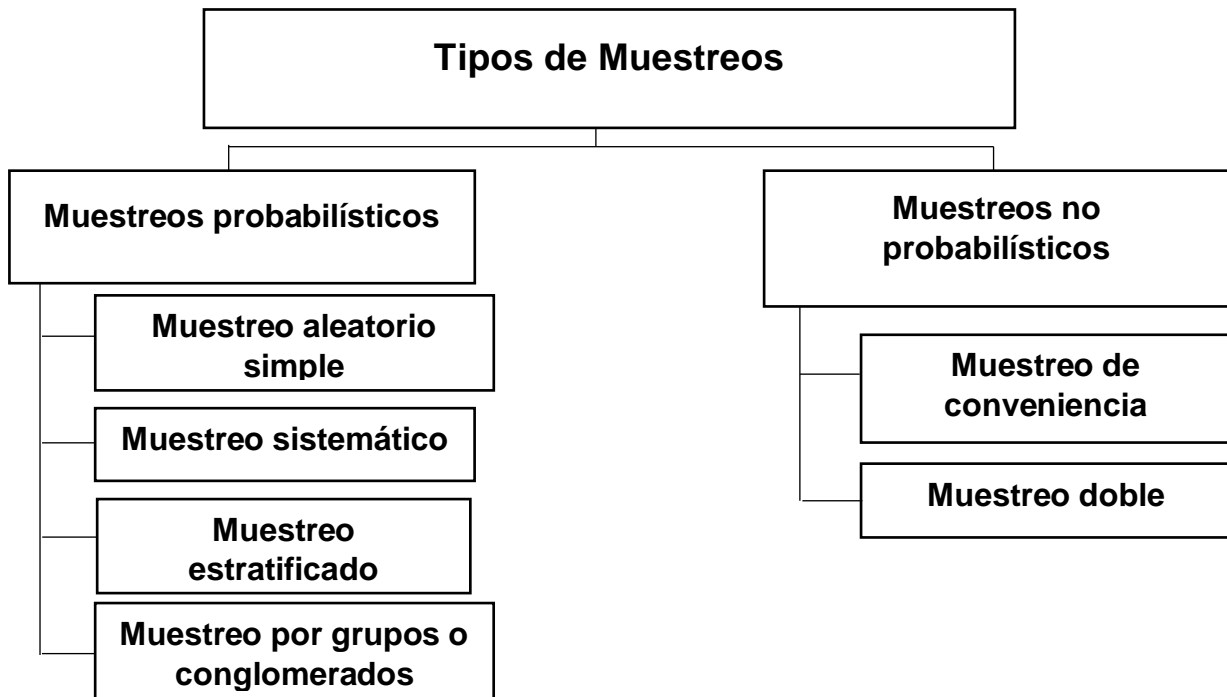 Tipos de Muestreos
Muestreos probabilísticos
Muestreo aleatorio
simple
Muestreo sistemático
Muestreo
estratificado
Muestreo por grupos o
conglomerados
Muestreos no
probabilísticos
Muestreo de
conveniencia
Muestreo doble